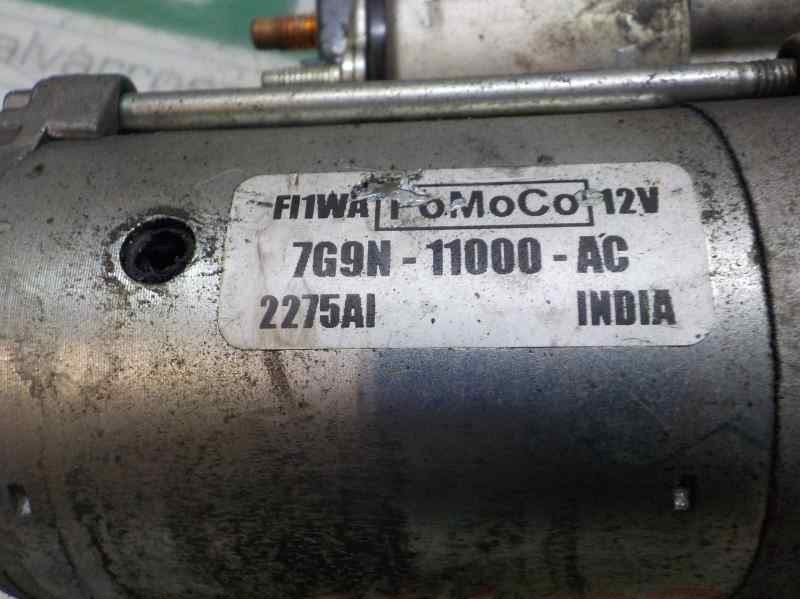 FI1WA FoMoCo 12V
7G9N - 11000 - AC
2275AI INDIA